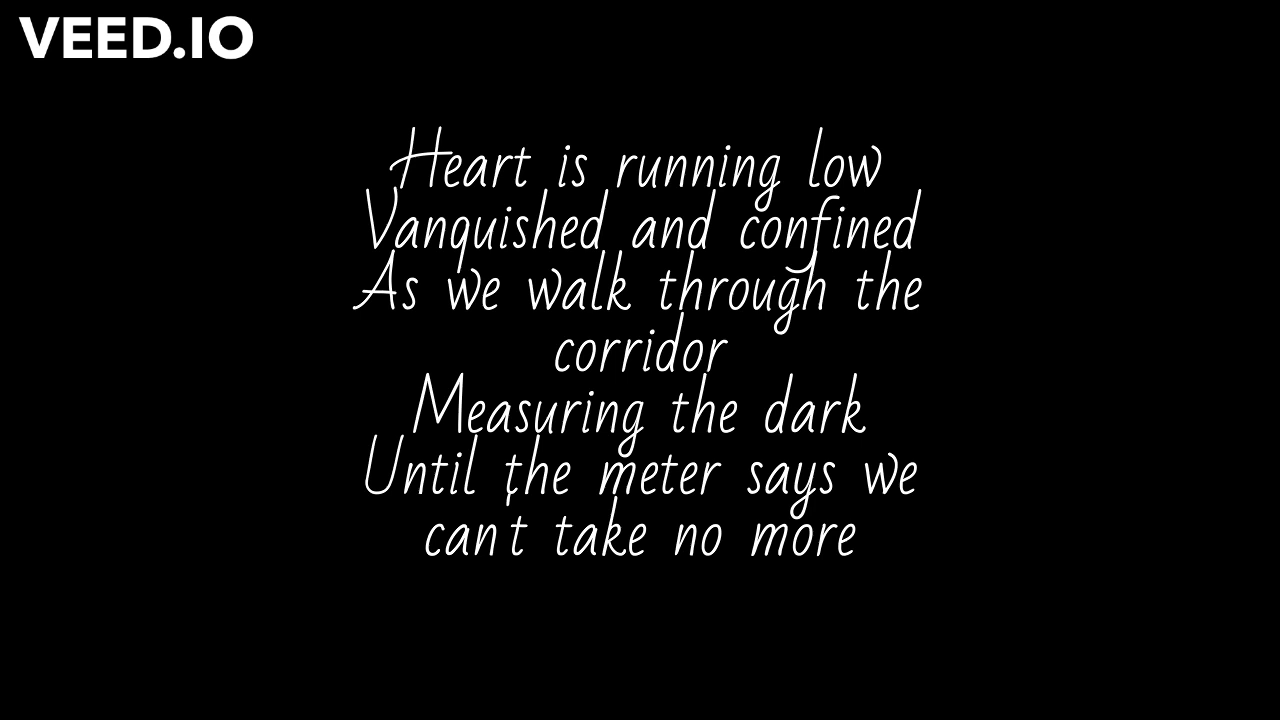 VEED.IO
Heart is running low
Vanquished and confined
As we walk through the
corridor
Measuring the dark
Until the meter says we
can't take no more